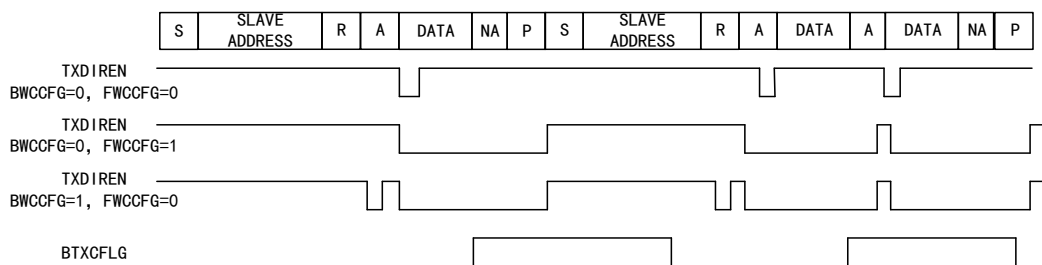 S SLAVE ADDRESS R A DATA NA P S SLAVE ADDRESS R A DATA A DATA NA P
TXDIREN
BWCCFG=0, FWCCFG=0
TXDIREN
BWCCFG=0, FWCCFG=1
TXDIREN
BWCCFG=1, FWCCFG=0
BTXCFLG